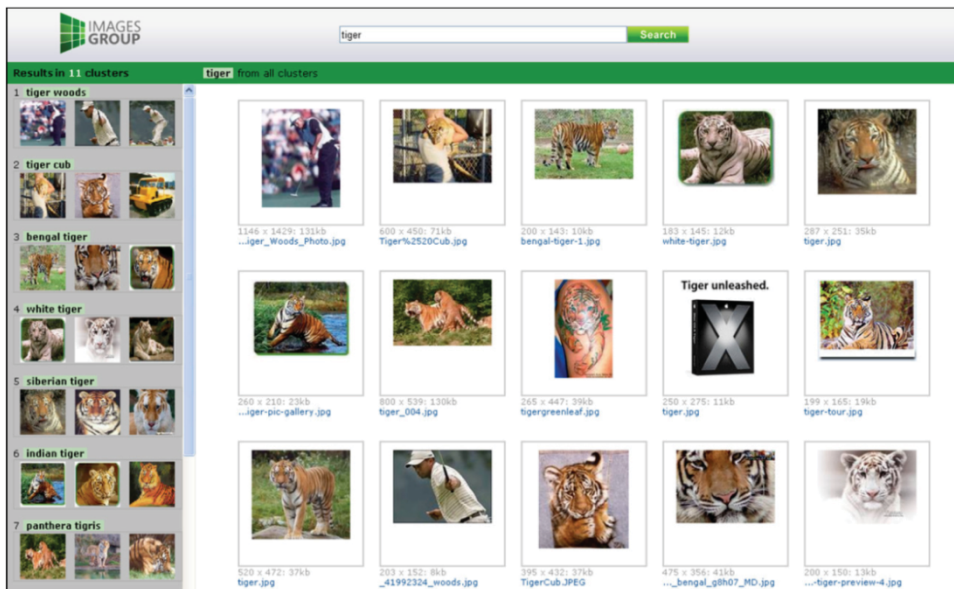 IMAGES
GROUP
tiger
Search
Results in 11 clusters
tiger from all clusters
1 tiger woods
2 tiger cub
3 bengal tiger
4 white tiger
5 siberian tiger
6 indian tiger
7 panthera tigris
1146 x 1429: 131kb
...iger_Woods_Photo.jpg
600 x 450: 71kb
Tiger%2520Cub.jpg
200 x 143: 10kb
bengal-tiger-1.jpg
183 x 145: 12kb
white-tiger.jpg
287 x 251: 35kb
tiger.jpg
260 x 210: 23kb
...iger-pic-gallery.jpg
800 x 539: 130kb
tiger_004.jpg
265 x 447: 39kb
tigergreenleaf.jpg
Tiger unleashed.
X
250 x 275: 11kb
tiger.jpg
199 x 165: 19kb
tiger-tour.jpg
520 x 472: 37kb
tiger.jpg
203 x 152: 8kb
_41992324_woods.jpg
395 x 432: 37kb
TigerCub.JPEG
475 x 356: 41kb
..._bengal_g8h07_MD.jpg
200 x 150: 13kb
...-tiger-preview-4.jpg